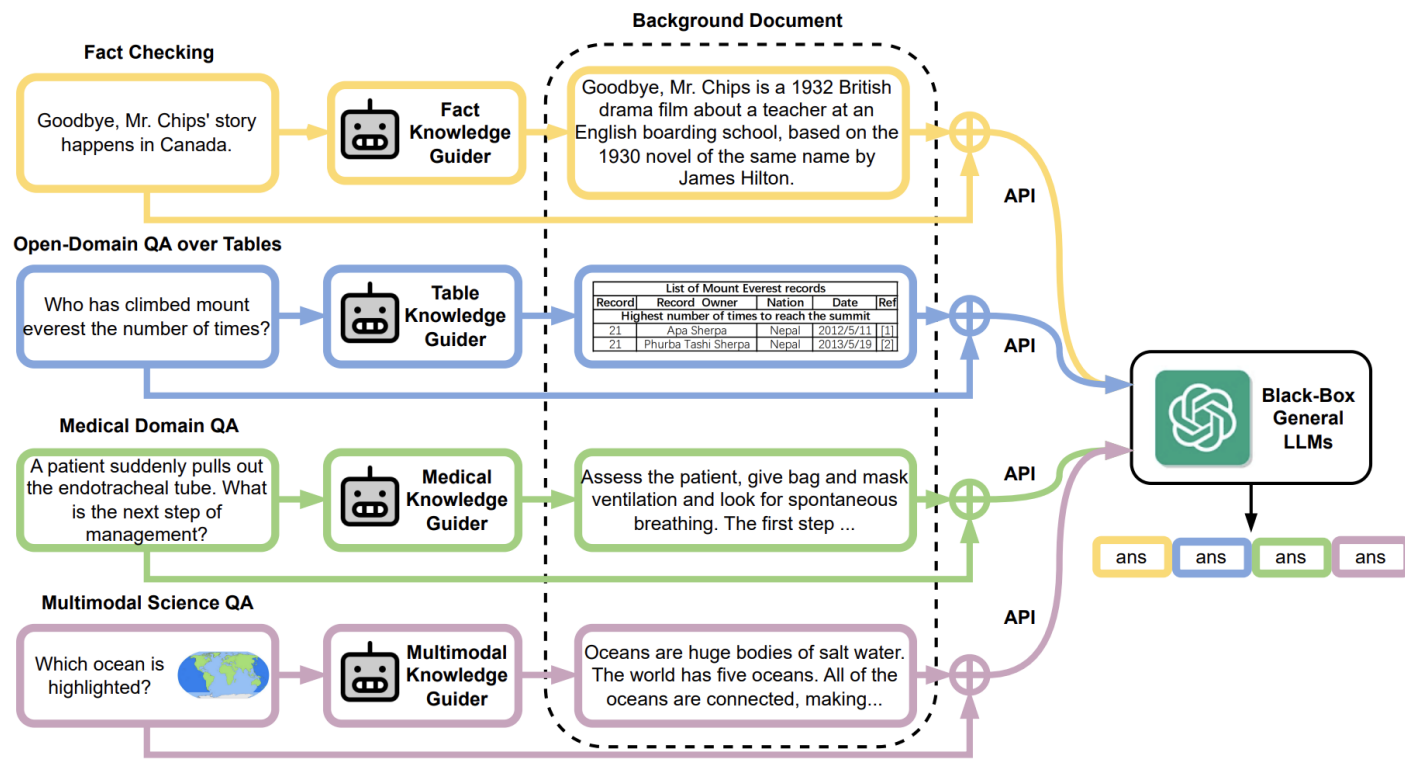 Background Document
Fact Checking
Goodbye, Mr. Chips' story
happens in Canada.
Fact
Knowledge
Guider
Goodbye, Mr. Chips is a 1932 British
drama film about a teacher at an
English boarding school, based on the
1930 novel of the same name by
James Hilton.
API
Open-Domain QA over Tables
Who has climbed mount
everest the number of times?
Table
Knowledge
Guider
List of Mount Everest records
Record Record Owner Nation Date Ref
Highest number of times to reach the summit
21 Apa Sherpa Nepal 2012/5/11 [1]
21 Phurba Tashi Sherpa Nepal 2013/5/19 [2]
API
Black-Box
General
LLMs
Medical Domain QA
A patient suddenly pulls out
the endotracheal tube. What
is the next step of
management?
Medical
Knowledge
Guider
Assess the patient, give bag and mask
ventilation and look for spontaneous
breathing. The first step ...
API
ans ans ans ans
Multimodal Science QA
Which ocean is
highlighted?
Multimodal
Knowledge
Guider
Oceans are huge bodies of salt water.
The world has five oceans. All of the
oceans are connected, making...
API